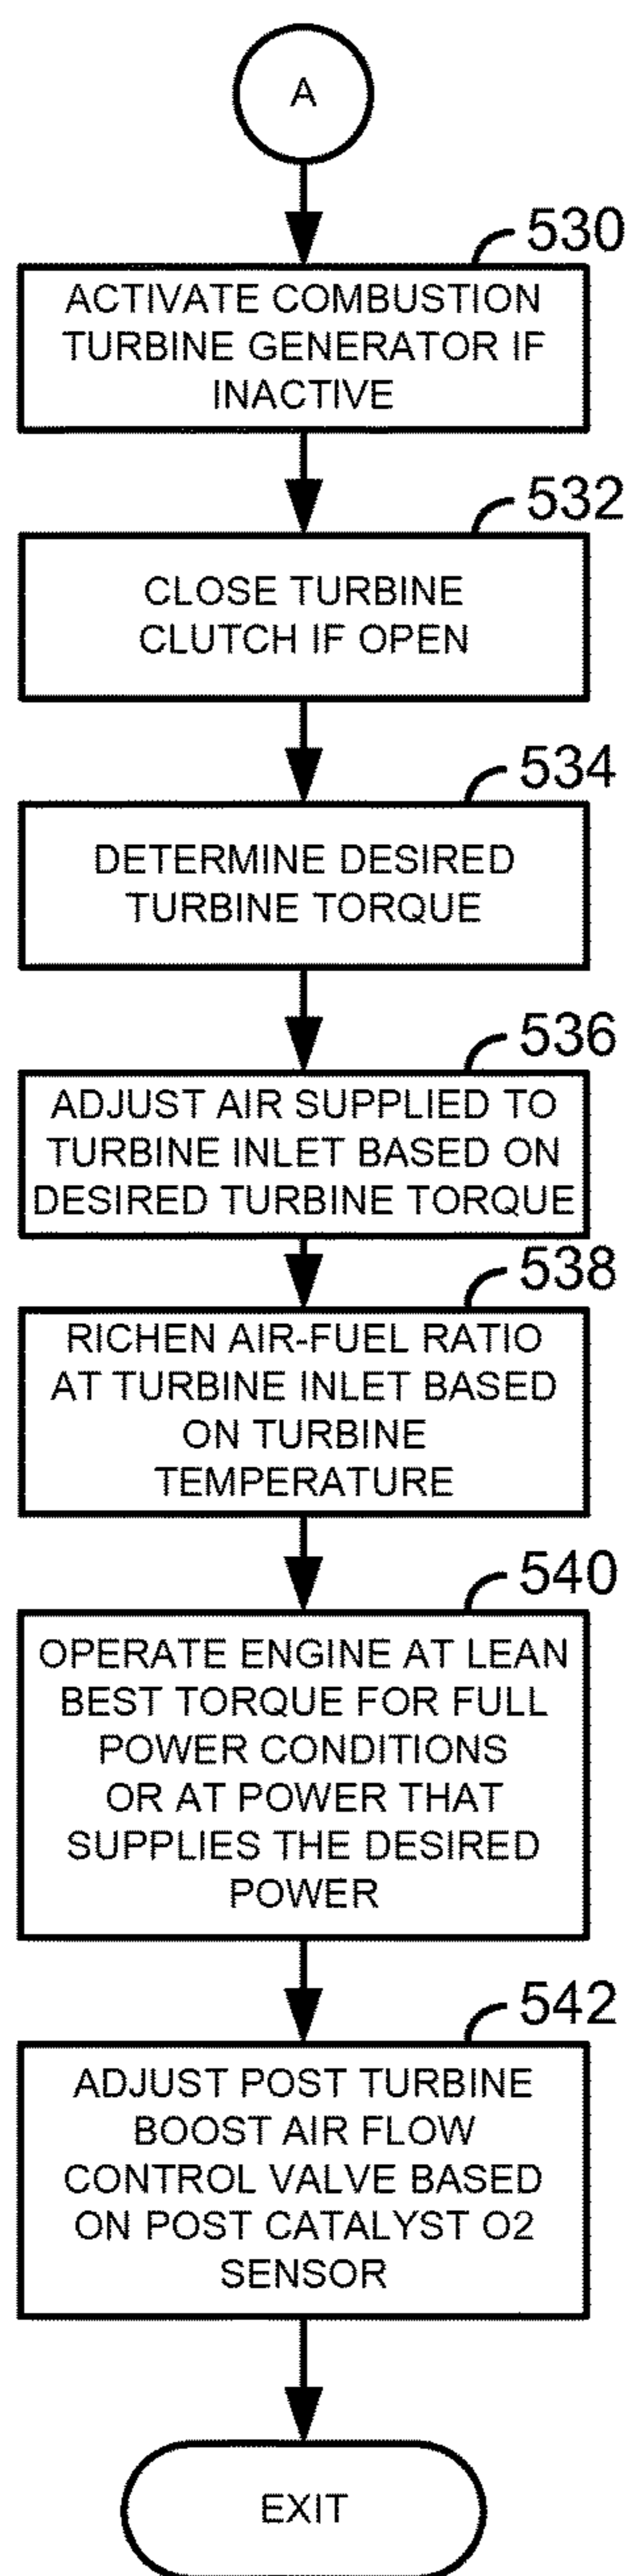 A
530
ACTIVATE COMBUSTION
TURBINE GENERATOR IF
INACTIVE
532
CLOSE TURBINE
CLUTCH IF OPEN
534
DETERMINE DESIRED
TURBINE TORQUE
536
ADJUST AIR SUPPLIED TO
TURBINE INLET BASED ON
DESIRED TURBINE TORQUE
538
RICHEN AIR-FUEL RATIO
AT TURBINE INLET BASED
ON TURBINE
TEMPERATURE
540
OPERATE ENGINE AT LEAN
BEST TORQUE FOR FULL
POWER CONDITIONS
OR AT POWER THAT
SUPPLIES THE DESIRED
POWER
542
ADJUST POST TURBINE
BOOST AIR FLOW
CONTROL VALVE BASED
ON POST CATALYST O2
SENSOR
EXIT